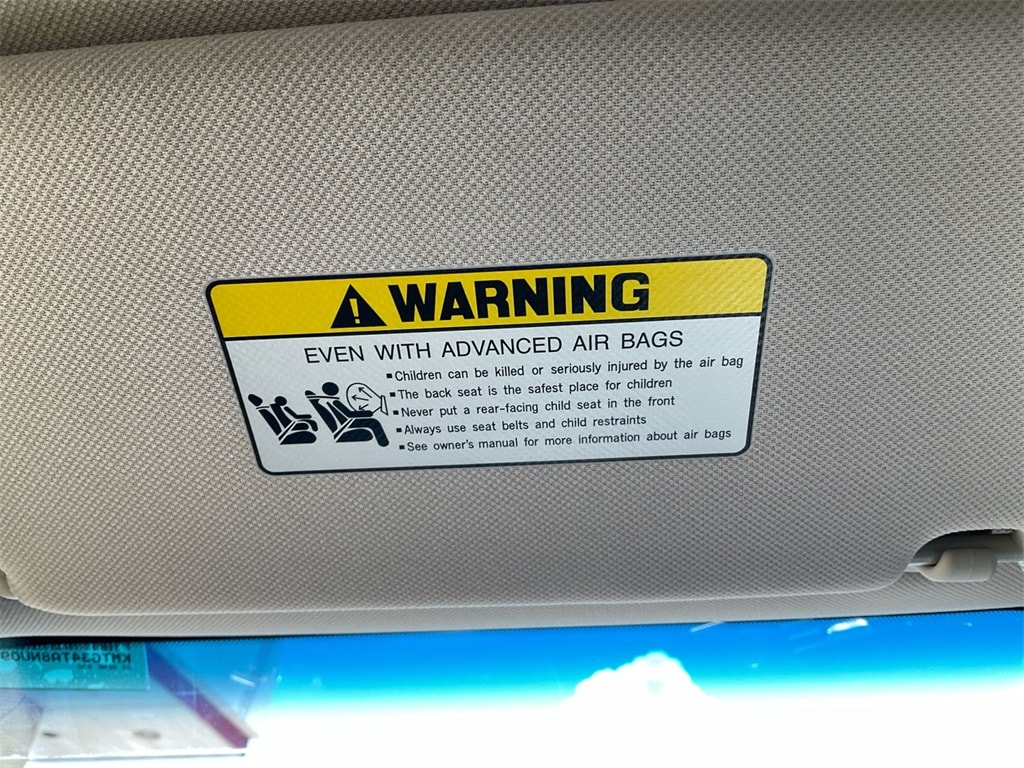 WARNING
EVEN WITH ADVANCED AIR BAGS
▪Children can be killed or seriously injured by the air bag
▪The back seat is the safest place for children
▪Never put a rear-facing child seat in the front
▪Always use seat belts and child restraints
▪See owner's manual for more information about air bags